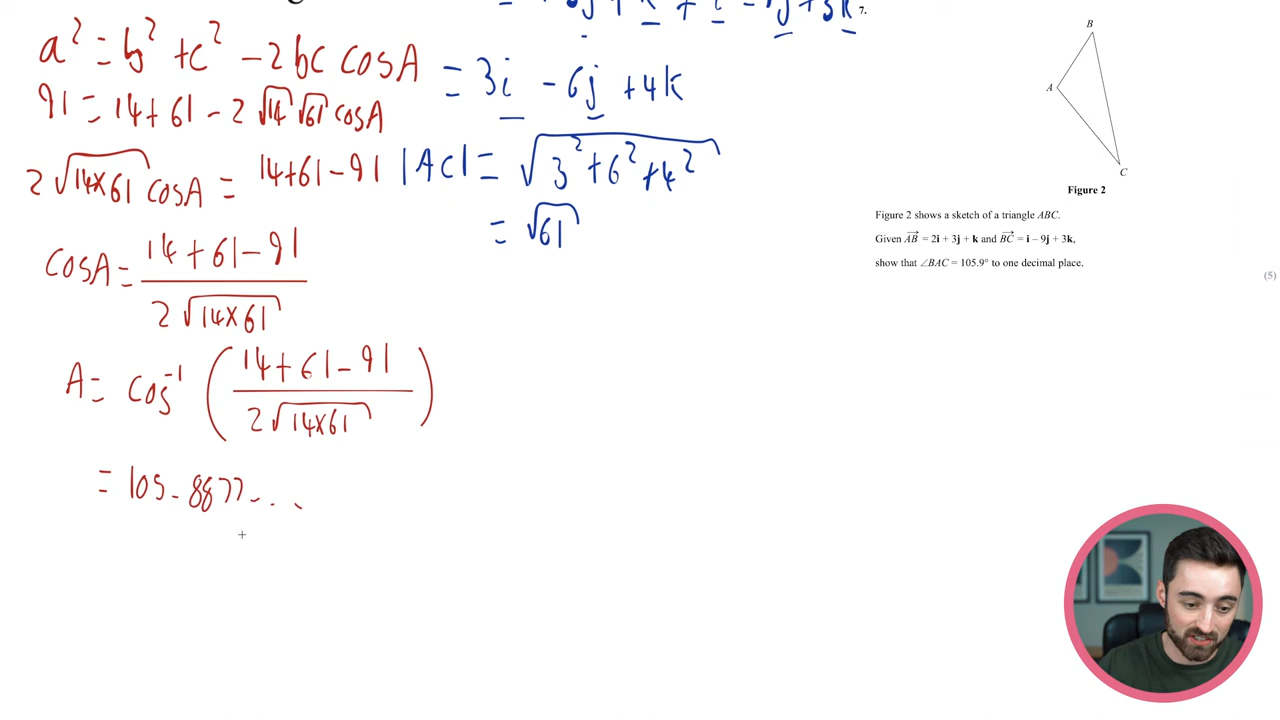 a² = b² + c² - 2bc cosA
91 = 14 + 61 - 2 √14 √61 cosA
2 √14×61 cosA = 14 + 61 - 91
cosA = 14 + 61 - 91 / 2 √14×61
A = cos⁻¹ ( 14 + 61 - 91 / 2 √14×61 )
= 105.8877...
= 3i - 6j + 4k
|AC| = √3² + 6² + 4²
= √61
7.
B
A
C
Figure 2
Figure 2 shows a sketch of a triangle ABC.
Given AB = 2i + 3j + k and BC = i − 9j + 3k,
show that ∠BAC = 105.9° to one decimal place.
(5)